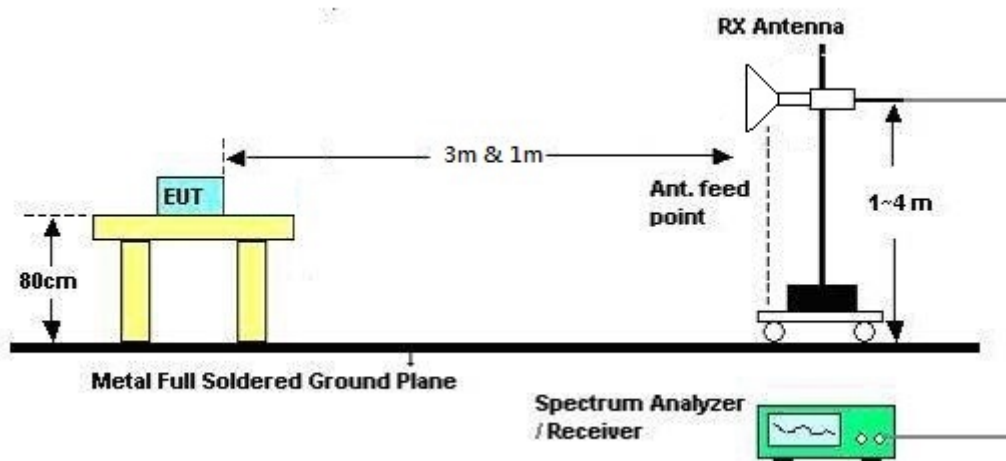 RX Antenna
3m & 1m
EUT
Ant. feed
point
1~4 m
80cm
Metal Full Soldered Ground Plane
Spectrum Analyzer
/ Receiver